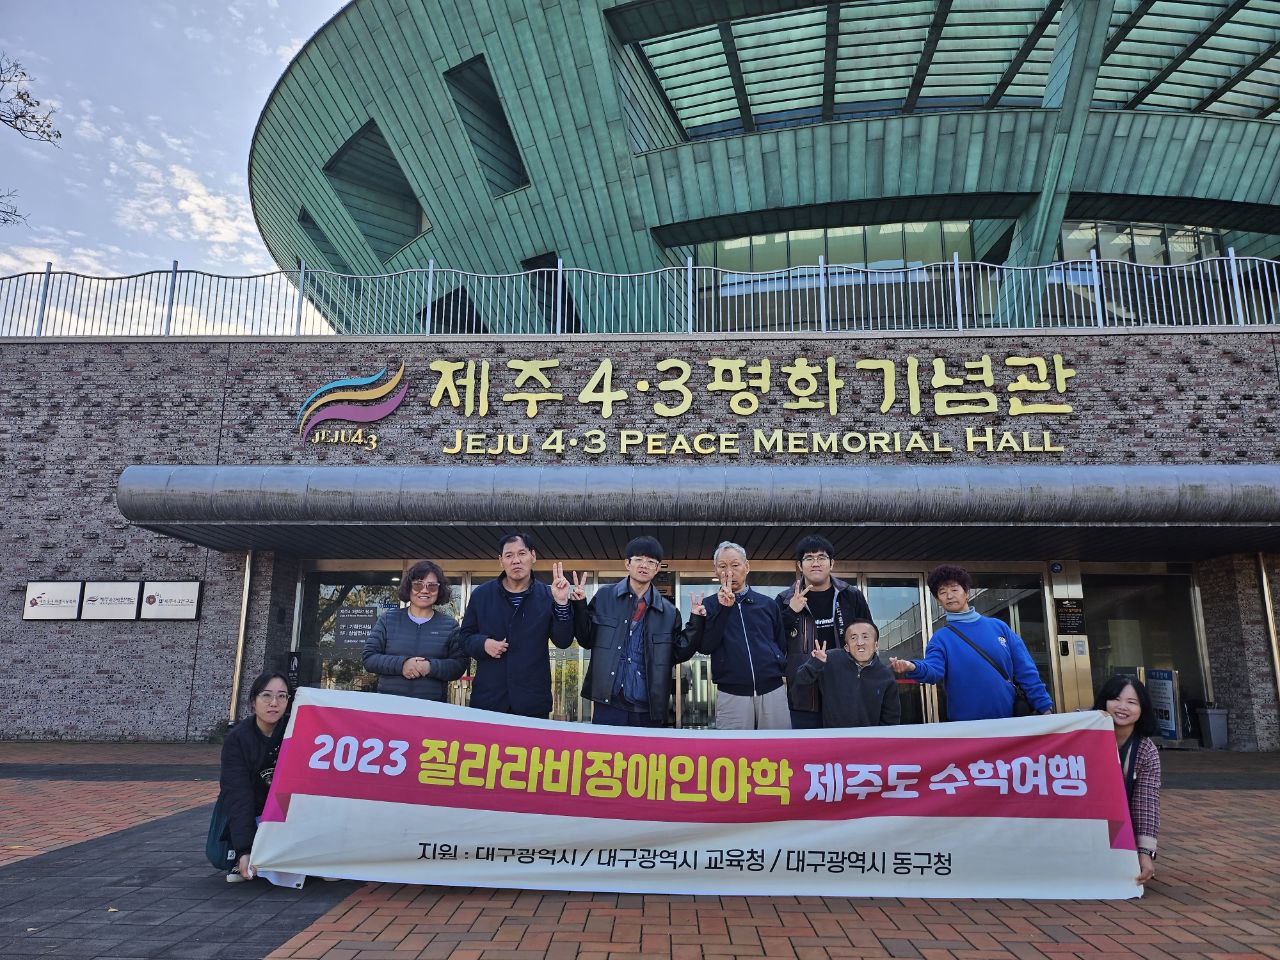 제주4·3평화기념관
JEJU4.3
JEJU 4·3 PEACE MEMORIAL HALL
2023 질라라비장애인야학 제주도 수학여행
지원 : 대구광역시 / 대구광역시 교육청 / 대구광역시 동구청